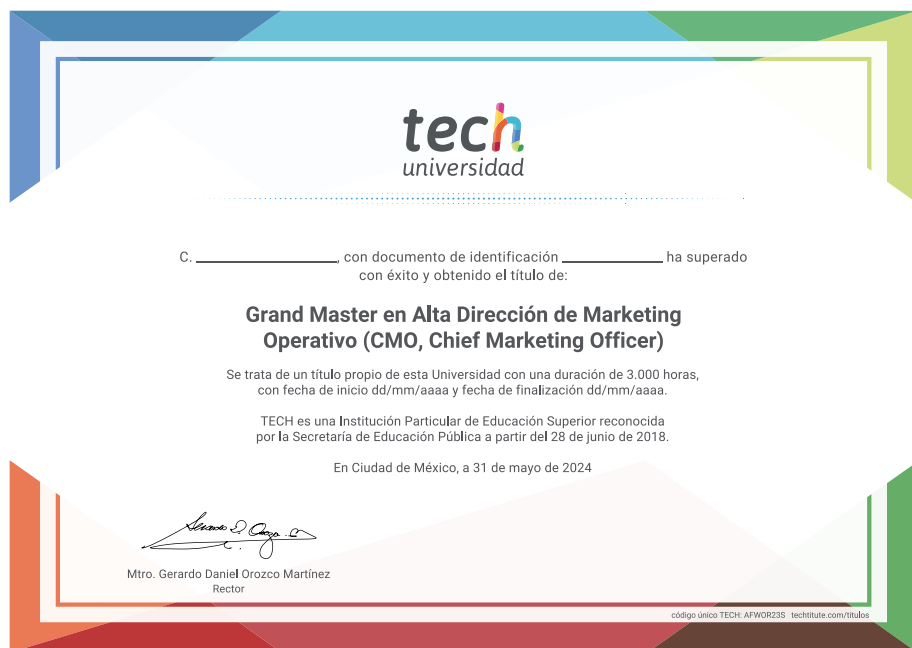 tech
universidad
C. ____________________, con documento de identificación ______________ ha superado
con éxito y obtenido el título de:
Grand Master en Alta Dirección de Marketing
Operativo (CMO, Chief Marketing Officer)
Se trata de un título propio de esta Universidad con una duración de 3.000 horas,
con fecha de inicio dd/mm/aaaa y fecha de finalización dd/mm/aaaa.
TECH es una Institución Particular de Educación Superior reconocida
por la Secretaría de Educación Pública a partir del 28 de junio de 2018.
En Ciudad de México, a 31 de mayo de 2024
Mtro. Gerardo Daniel Orozco Martínez
Rector
código único TECH: AFWOR23S techtitute.com/titulos